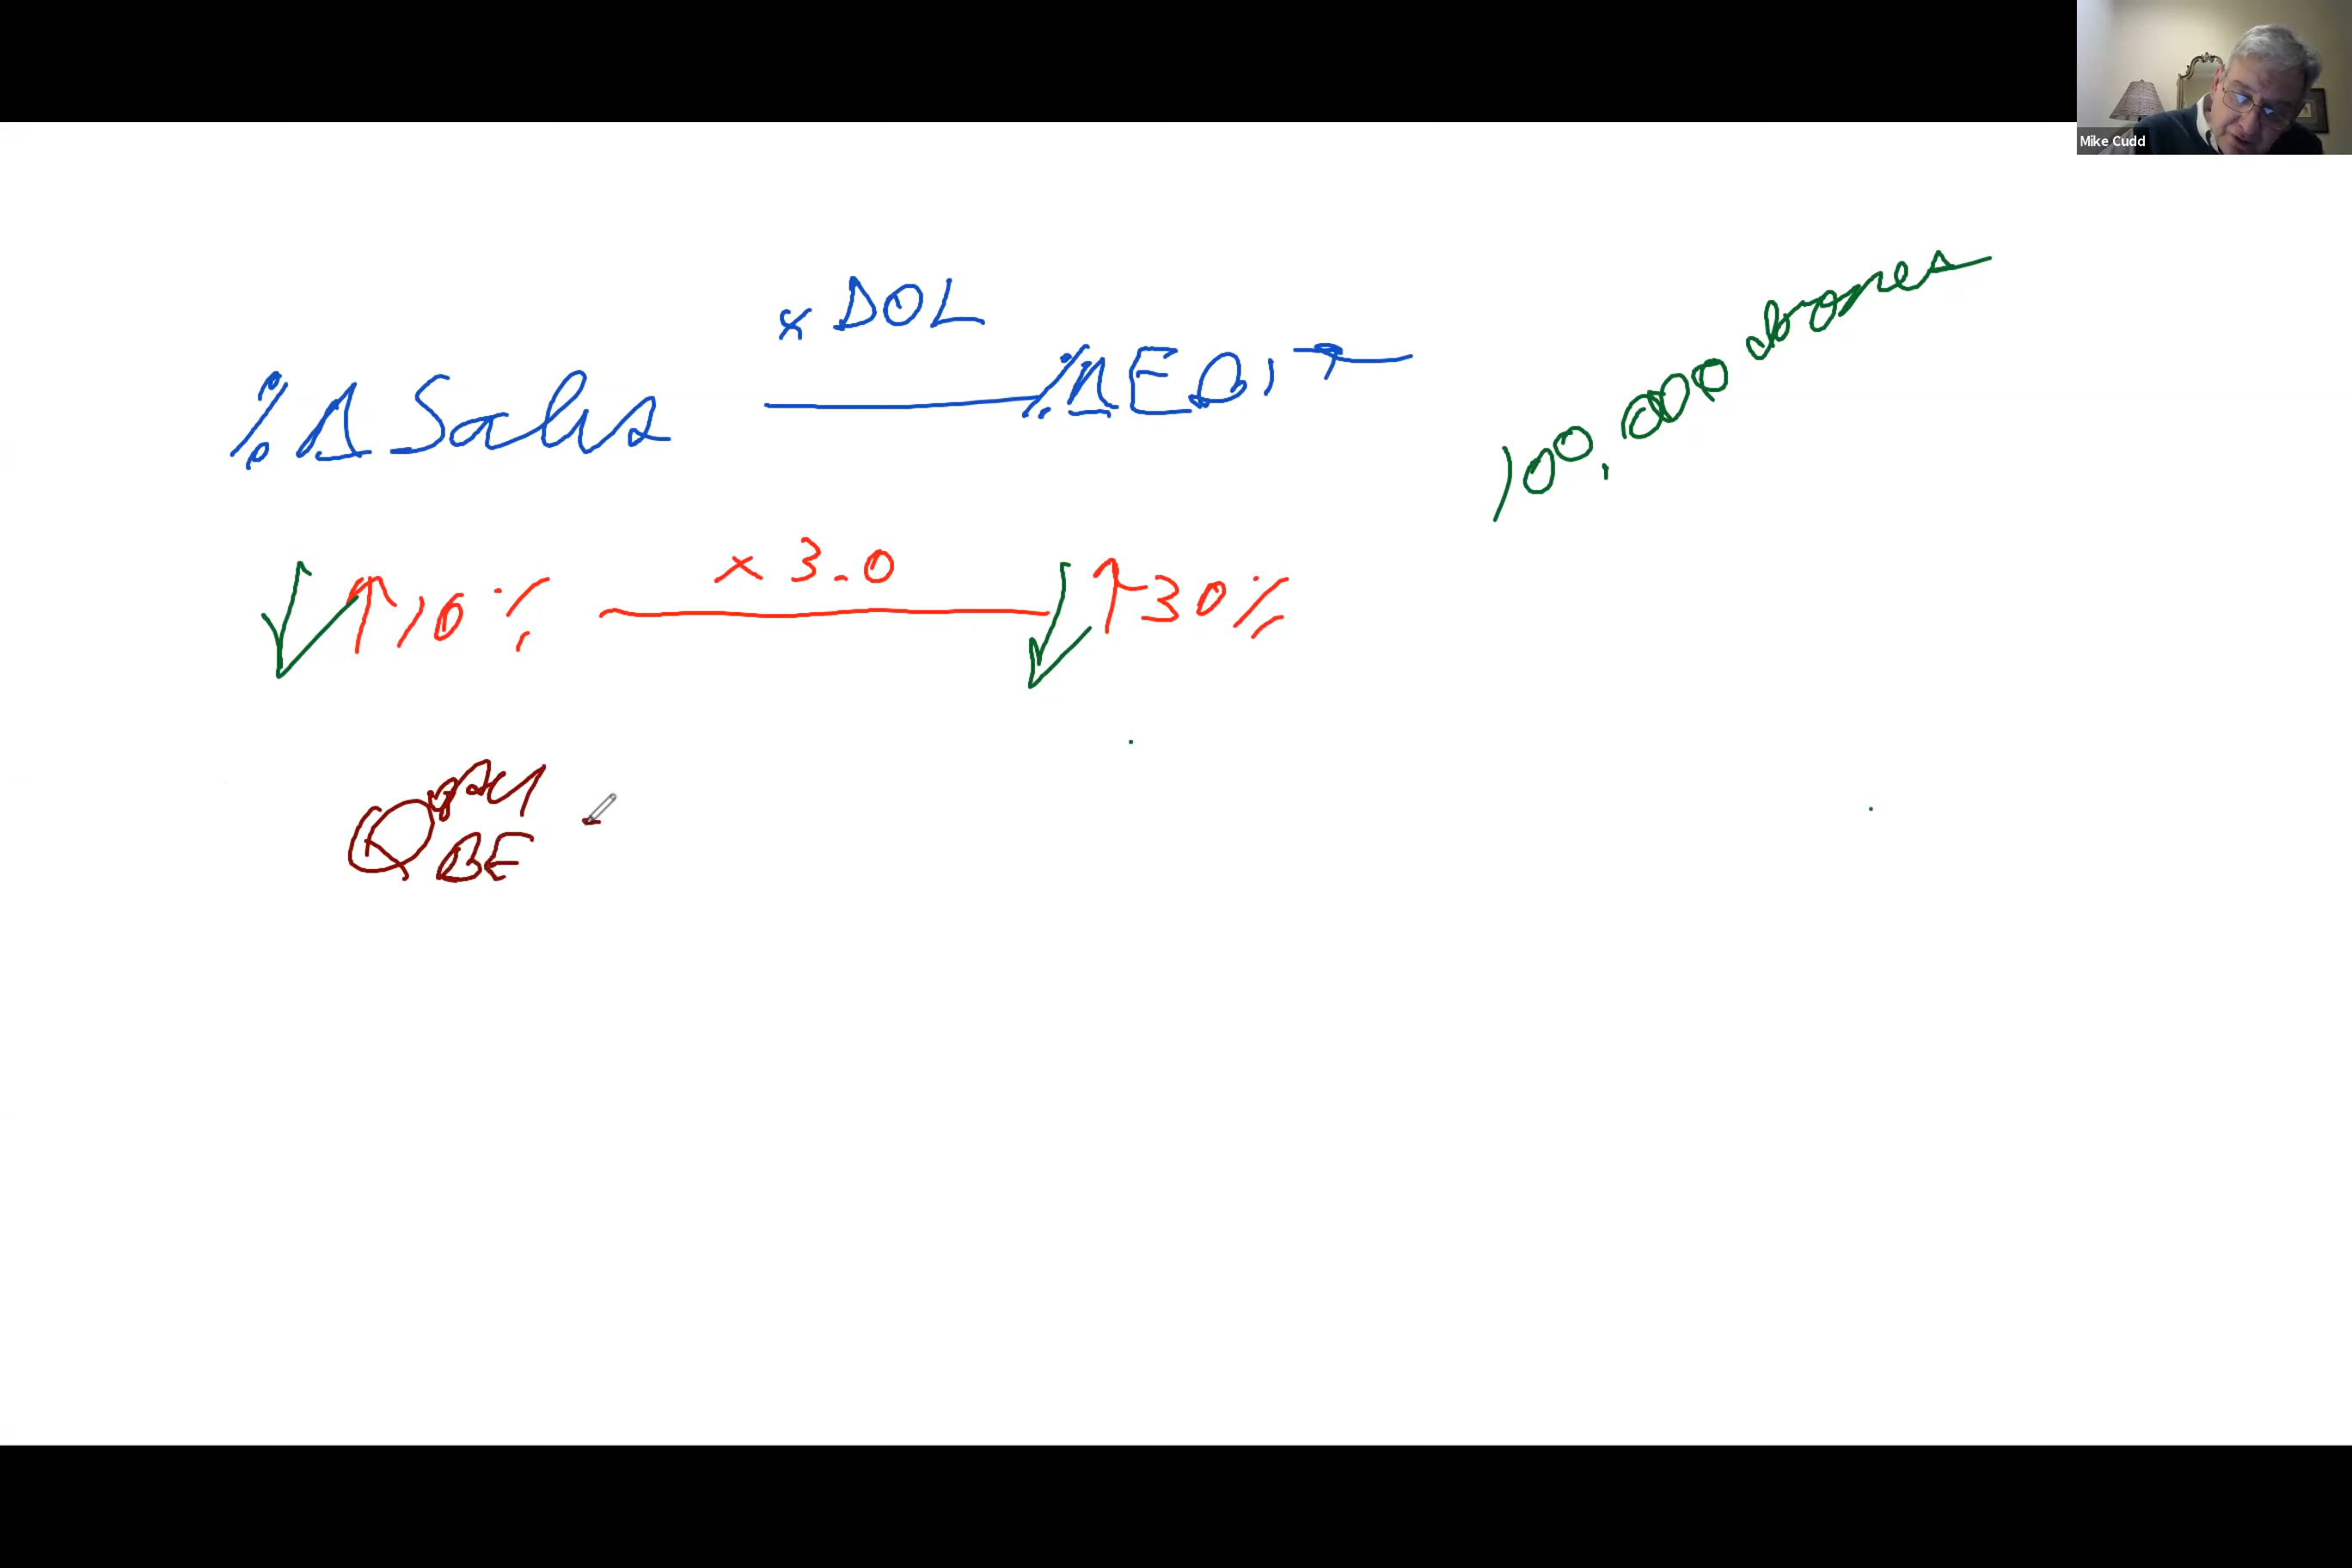 Mike Cudd
x DOL
%Δ Sales %Δ EBIT
100,000 drones
↑ 10% x 3.0 ↑ 30%
Q
BE